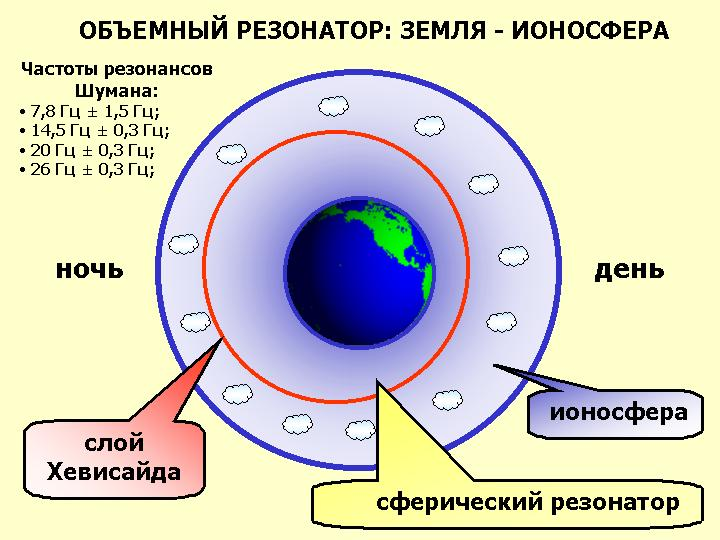 ОБЪЕМНЫЙ РЕЗОНАТОР: ЗЕМЛЯ - ИОНОСФЕРА
Частоты резонансов
Шумана:
• 7,8 Гц ± 1,5 Гц;
• 14,5 Гц ± 0,3 Гц;
• 20 Гц ± 0,3 Гц;
• 26 Гц ± 0,3 Гц;
ночь
день
ионосфера
слой
Хевисайда
сферический резонатор